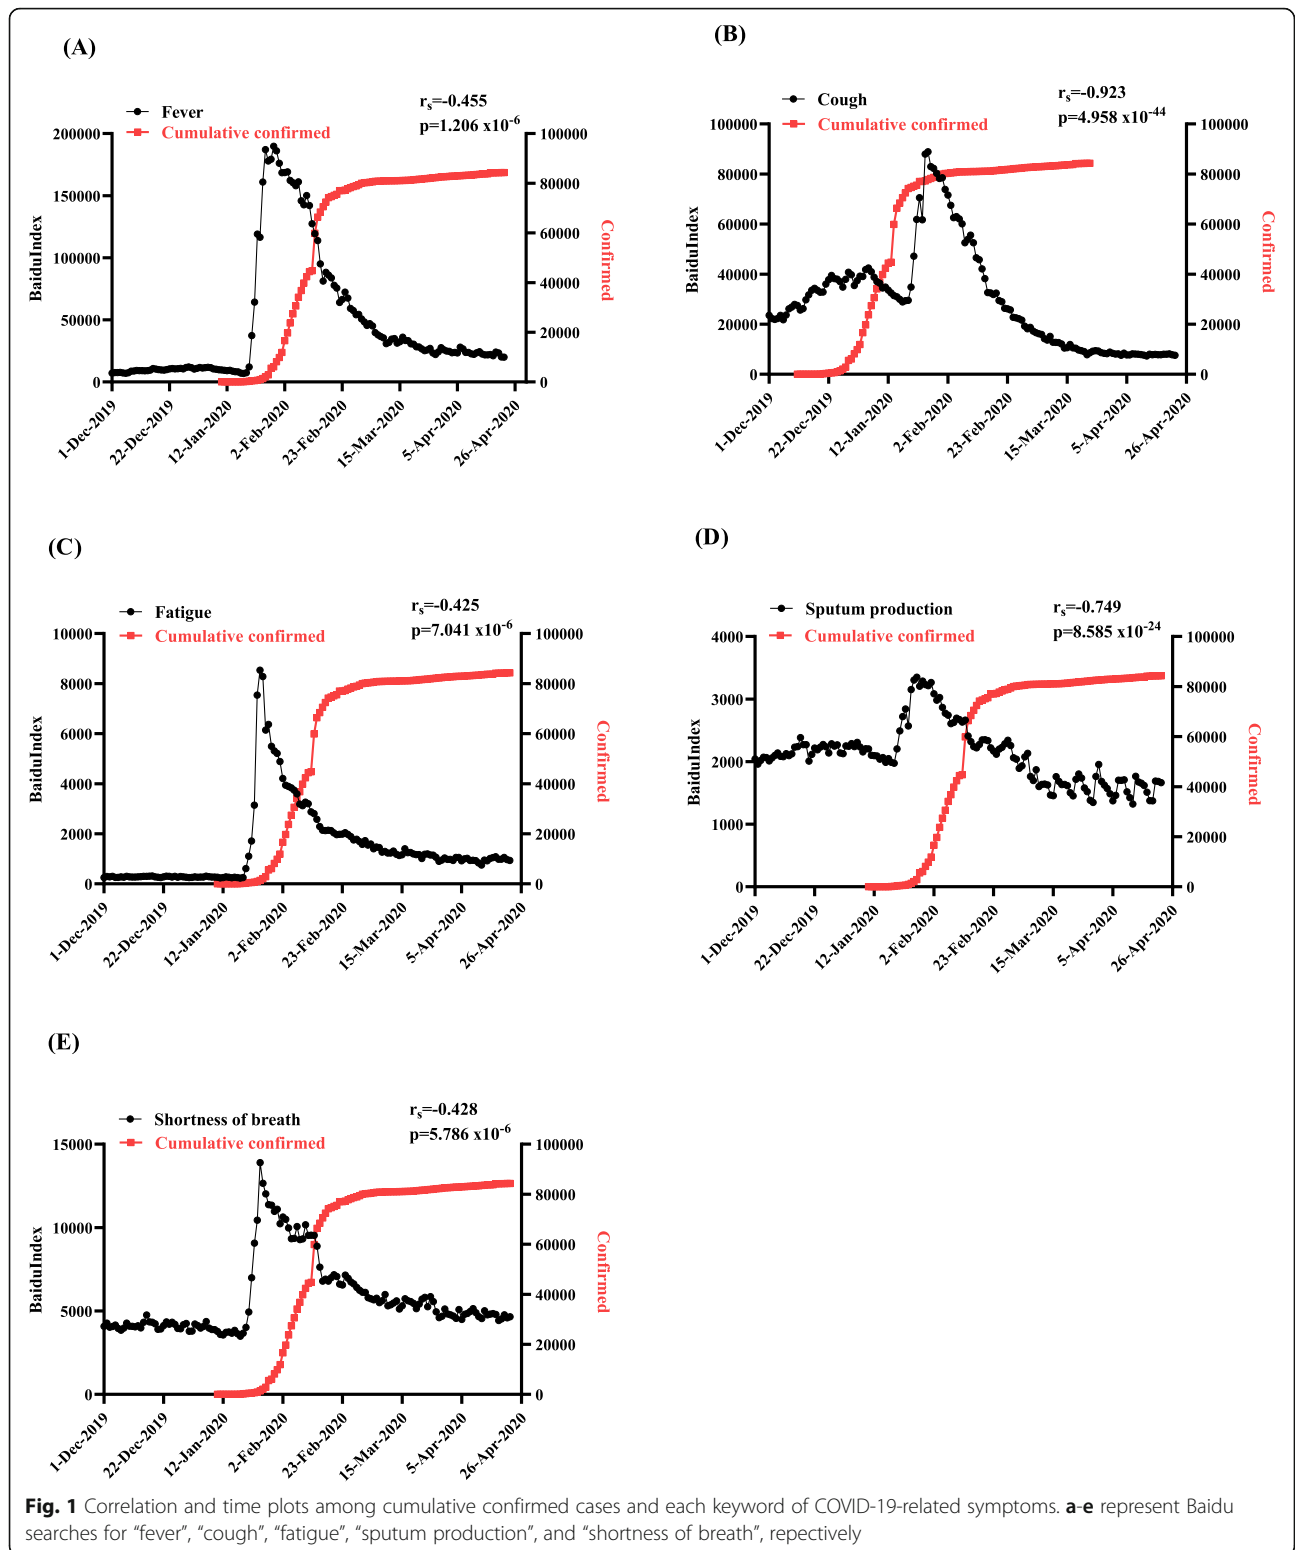 (A)
Fever
Cumulative confirmed
rs=-0.455
p=1.206 x10-6
200000
150000
100000
50000
0
100000
80000
60000
40000
20000
0
BaiduIndex
Confirmed
1-Dec-2019
22-Dec-2019
12-Jan-2020
2-Feb-2020
23-Feb-2020
15-Mar-2020
5-Apr-2020
26-Apr-2020
(B)
Cough
Cumulative confirmed
rs=-0.923
p=4.958 x10-44
100000
80000
60000
40000
20000
0
100000
80000
60000
40000
20000
0
BaiduIndex
Confirmed
1-Dec-2019
22-Dec-2019
12-Jan-2020
2-Feb-2020
23-Feb-2020
15-Mar-2020
5-Apr-2020
26-Apr-2020
(C)
Fatigue
Cumulative confirmed
rs=-0.425
p=7.041 x10-6
10000
8000
6000
4000
2000
0
100000
80000
60000
40000
20000
0
BaiduIndex
Confirmed
1-Dec-2019
22-Dec-2019
12-Jan-2020
2-Feb-2020
23-Feb-2020
15-Mar-2020
5-Apr-2020
26-Apr-2020
(D)
Sputum production
Cumulative confirmed
rs=-0.749
p=8.585 x10-24
4000
3000
2000
1000
0
100000
80000
60000
40000
20000
0
BaiduIndex
Confirmed
1-Dec-2019
22-Dec-2019
12-Jan-2020
2-Feb-2020
23-Feb-2020
15-Mar-2020
5-Apr-2020
26-Apr-2020
(E)
Shortness of breath
Cumulative confirmed
rs=-0.428
p=5.786 x10-6
15000
10000
5000
0
100000
80000
60000
40000
20000
0
BaiduIndex
Confirmed
1-Dec-2019
22-Dec-2019
12-Jan-2020
2-Feb-2020
23-Feb-2020
15-Mar-2020
5-Apr-2020
26-Apr-2020
Fig. 1 Correlation and time plots among cumulative confirmed cases and each keyword of COVID-19-related symptoms. a-e represent Baidu
searches for “fever”, “cough”, “fatigue”, “sputum production”, and “shortness of breath”, repectively